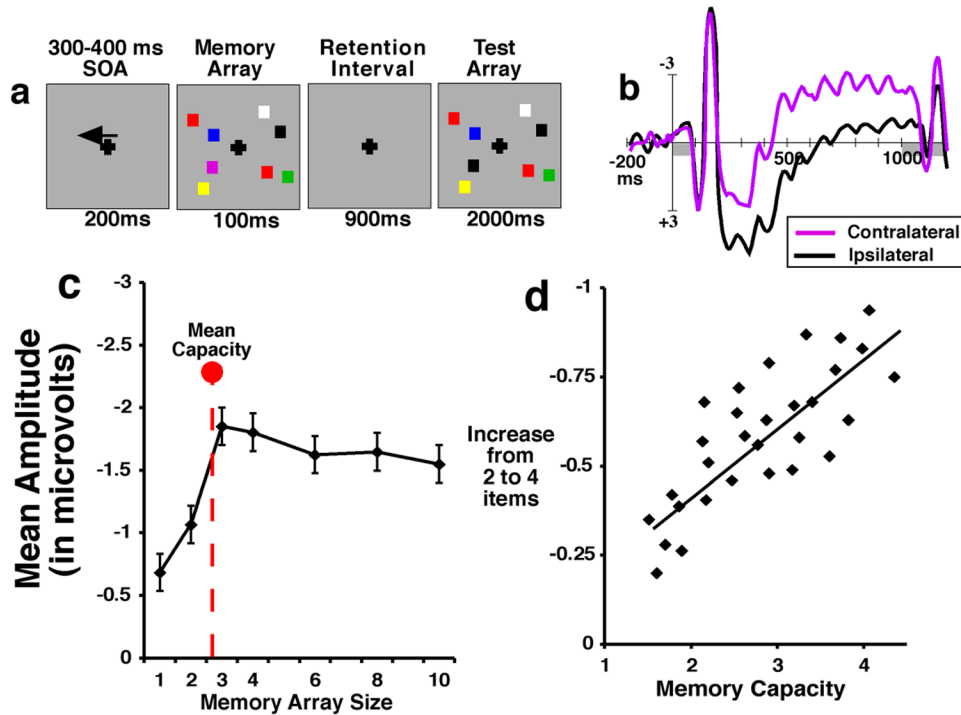 a
300-400 ms
SOA
Memory
Array
Retention
Interval
Test
Array
200ms
100ms
900ms
2000ms
b
-3
-200
ms
500
1000
+3
Contralateral
Ipsilateral
c
Mean Amplitude
(in microvolts)
-3
-2.5
-2
-1.5
-1
-0.5
0
Mean
Capacity
1 2 3 4 6 8 10
Memory Array Size
d
Increase
from
2 to 4
items
-1
-0.75
-0.5
-0.25
0
1 2 3 4
Memory Capacity